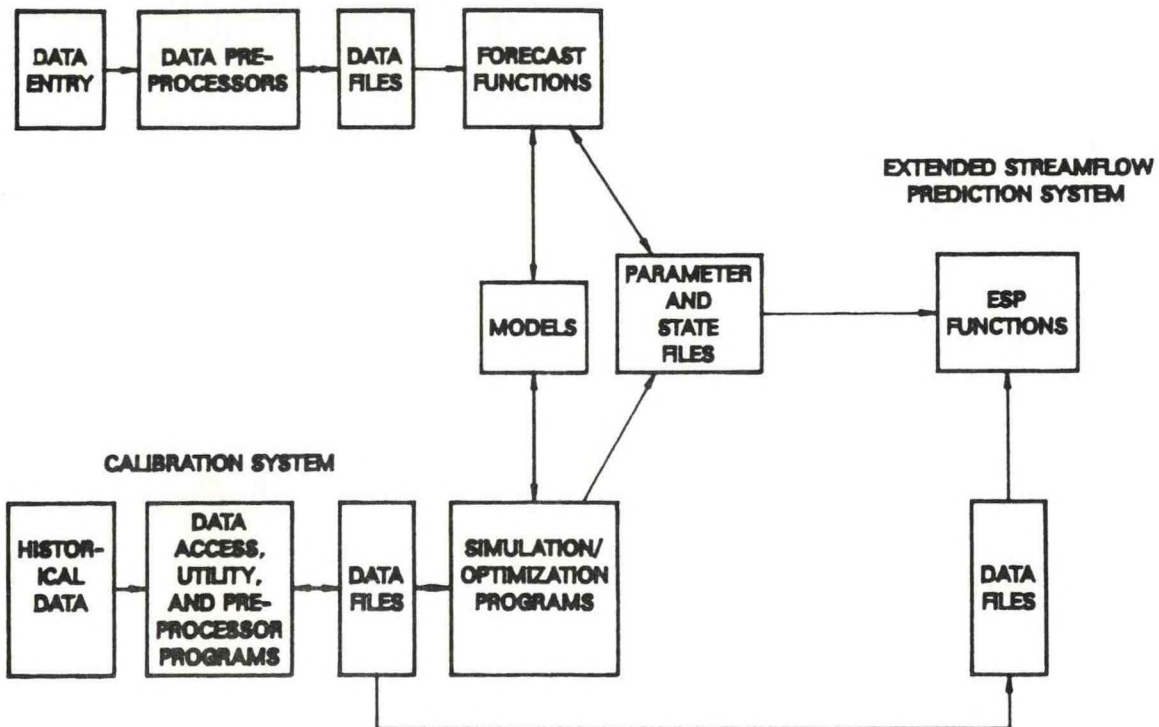 DATA
ENTRY
DATA PRE-
PROCESSORS
DATA
FILES
FORECAST
FUNCTIONS
EXTENDED STREAMFLOW
PREDICTION SYSTEM
MODELS
PARAMETER
AND
STATE
FILES
ESP
FUNCTIONS
CALIBRATION SYSTEM
HISTOR-
ICAL
DATA
DATA
ACCESS,
UTILITY,
AND PRE-
PROCESSOR
PROGRAMS
DATA
FILES
SIMULATION/
OPTIMIZATION
PROGRAMS
DATA
FILES